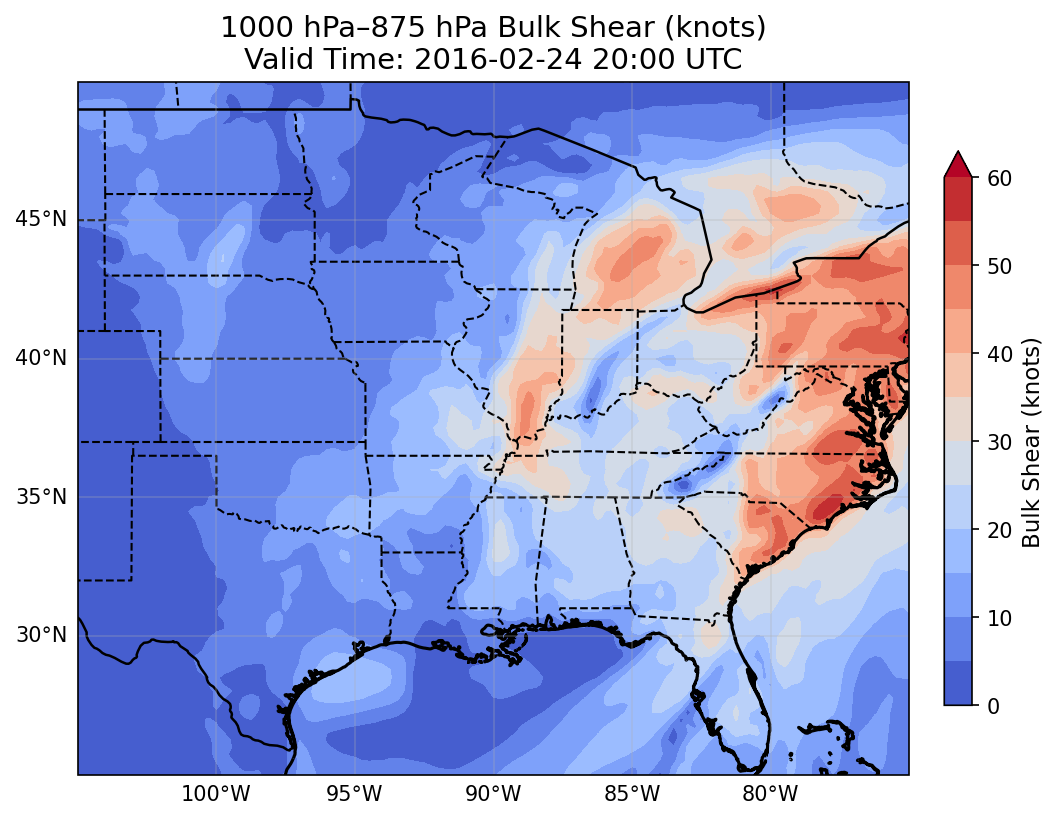 1000 hPa–875 hPa Bulk Shear (knots)
Valid Time: 2016-02-24 20:00 UTC
45°N
40°N
35°N
30°N
100°W
95°W
90°W
85°W
80°W
60
50
40
30
20
10
0
Bulk Shear (knots)